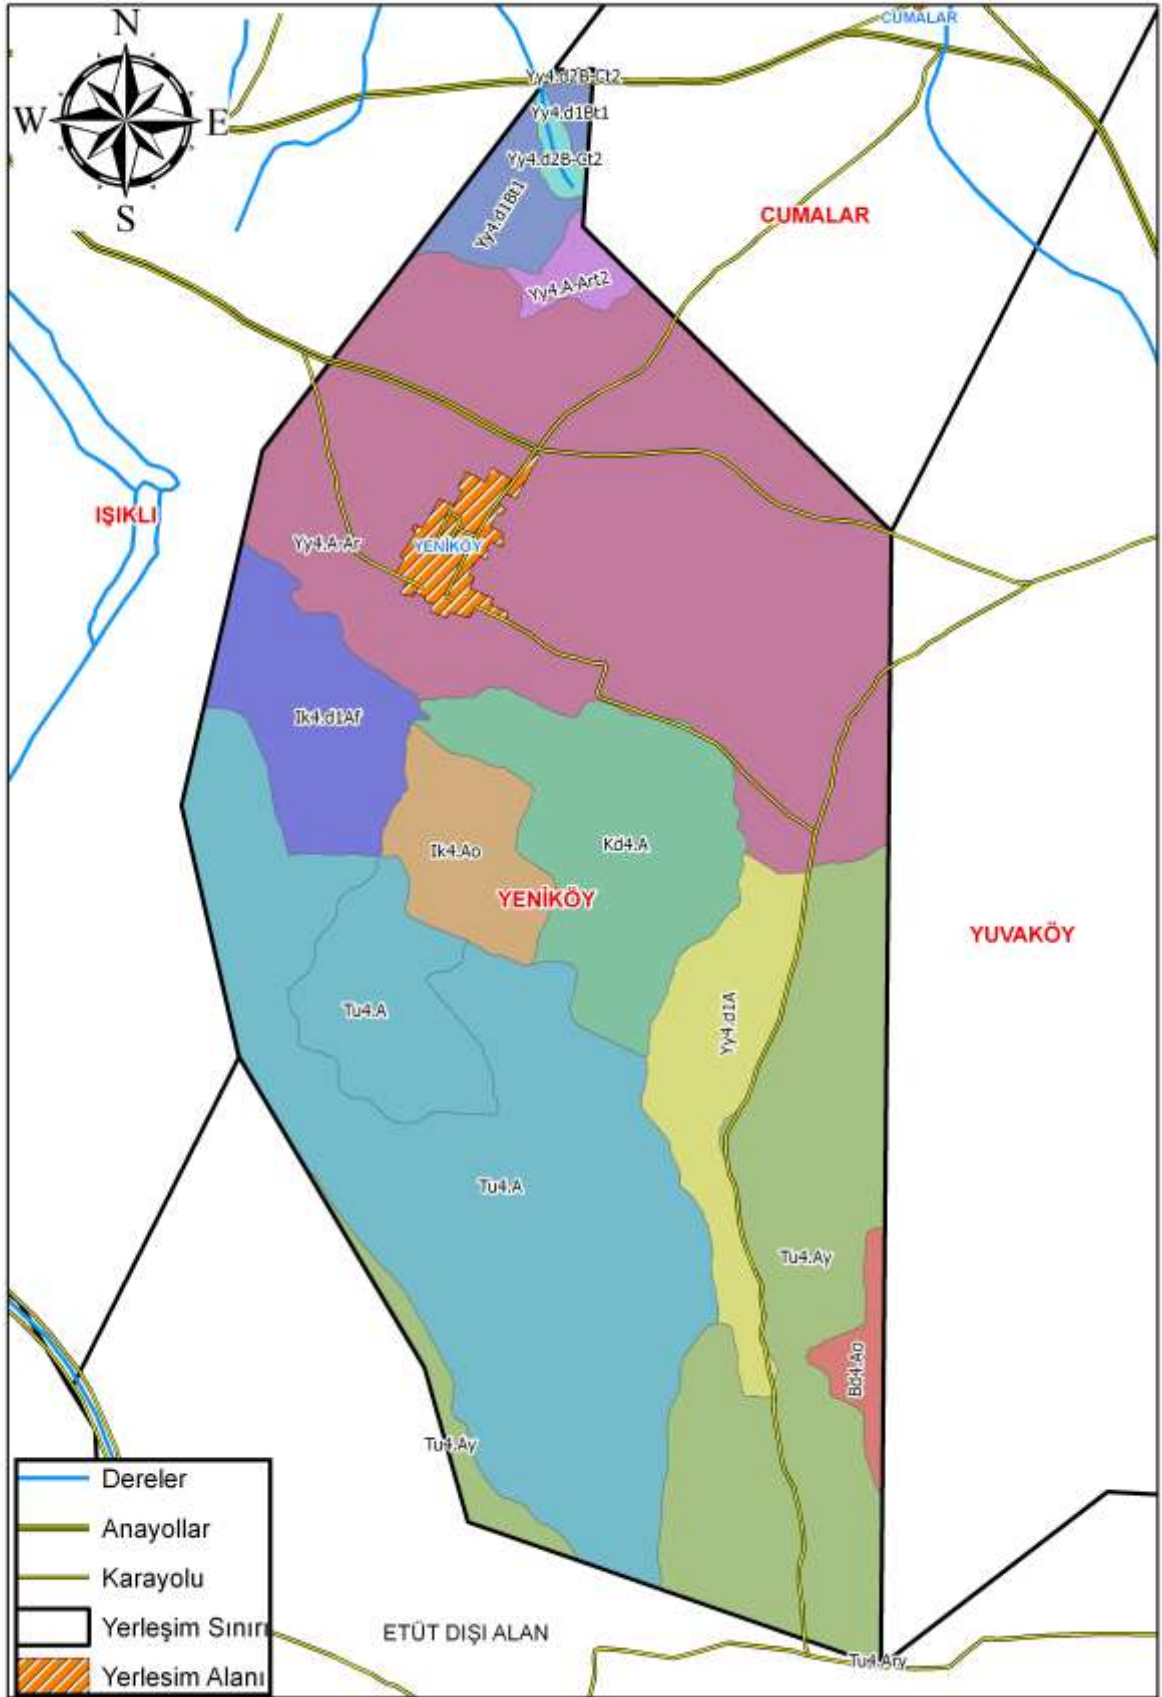 N
CUMALAR
Yy4.d2B-Ct2
W
E
Yy4.d1Bt1
Yy4.d2B-Ct2
S
Yy4.d1Bt1
CUMALAR
Yy4.A-Art2
IŞIKLI
Yy4.A-Ar
YENİKÖY
Ik4.d1Af
Ik4.Ao
Kd4.A
YENİKÖY
YUVAKÖY
Tu4.A
Yy4.d1A
Tu4.A
Tu4.Ay
Bd4.Ao
Tu4.Ay
Dereler
Anayollar
Karayolu
Yerleşim Sınırı
Yerlesim Alanı
ETÜT DIŞI ALAN
Tu4.Ary